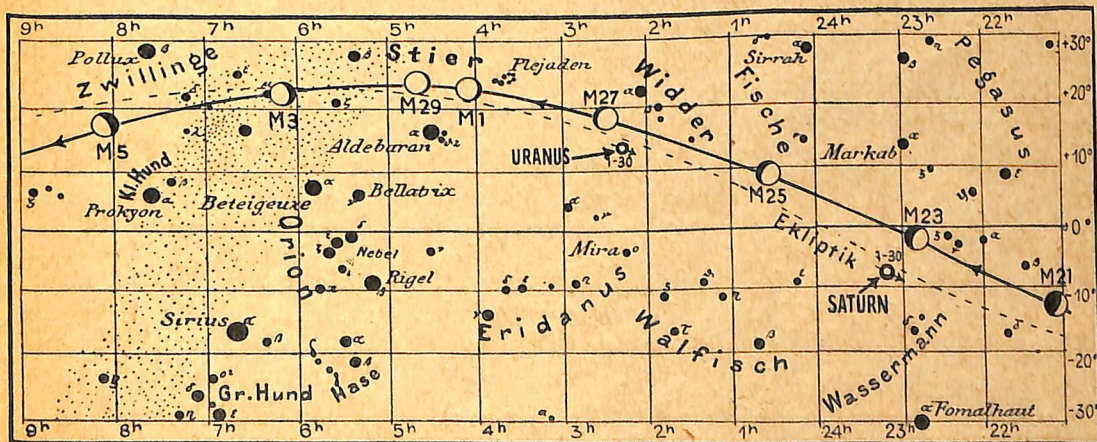 9h 8h 7h 6h 5h 4h 3h 2h 1h 24h 23h 22h
+30°
Pollux β
Zwillinge
Stier
Plejaden
Widder
Fische
Sirrah α
Pegasus
+20°
M5
M3
M29
M1
M27
Aldebaran
URANUS
1-30
Markab
+10°
Kl. Hund
Prokyon α
Beteigeuze α
Bellatrix
M25
M23
0°
Orion
Nebel
Mira
Ekliptik
1-30
Rigel
SATURN
M21
-10°
Sirius α
Eridanus
Walfisch
Wassermann
-20°
Gr. Hund
Hase
α Fomalhaut
-30°
9h 8h 7h 6h 5h 4h 3h 2h 1h 24h 23h 22h